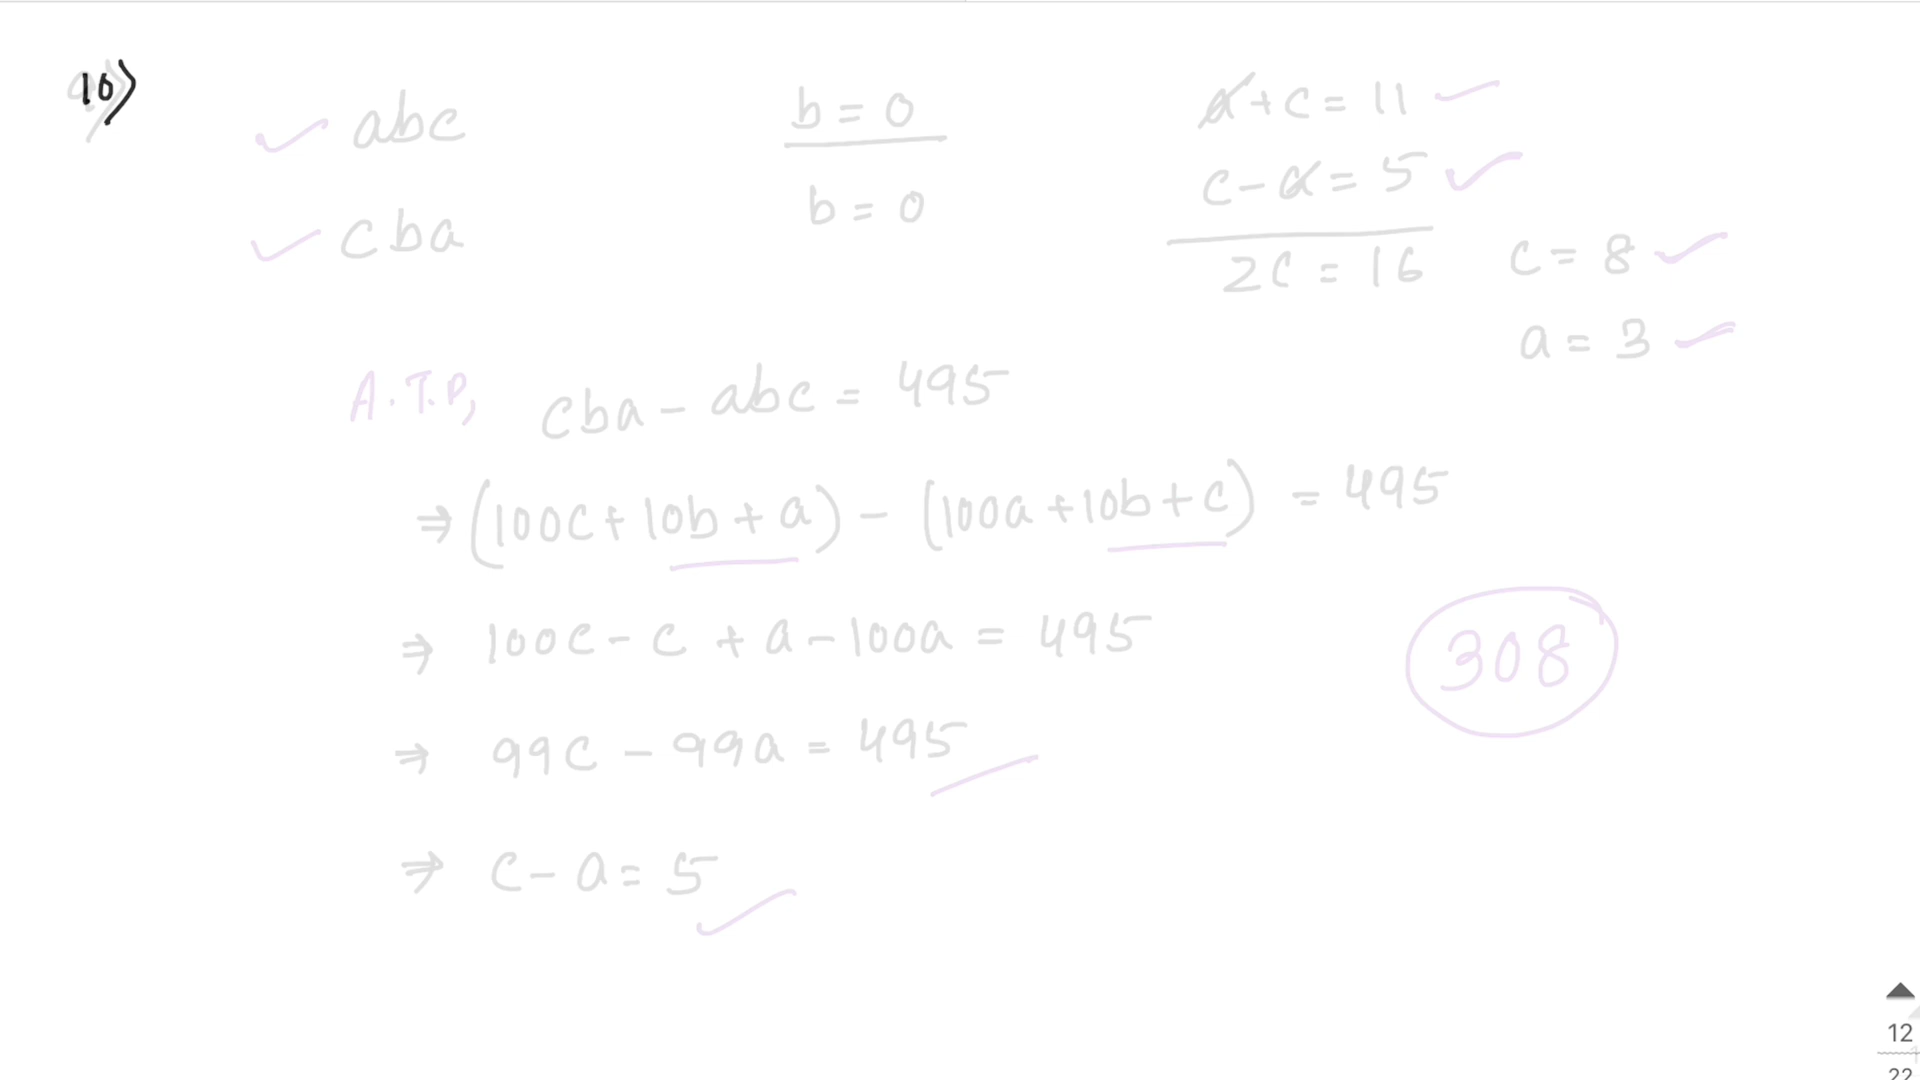 10)
abc
cba
b = 0
b = 0
a + c = 11
c - a = 5
2c = 16
c = 8
a = 3
A.T.P, cba - abc = 495
⇒ (100c + 10b + a) - (100a + 10b + c) = 495
⇒ 100c - c + a - 100a = 495
⇒ 99c - 99a = 495
⇒ c - a = 5
308
12
22